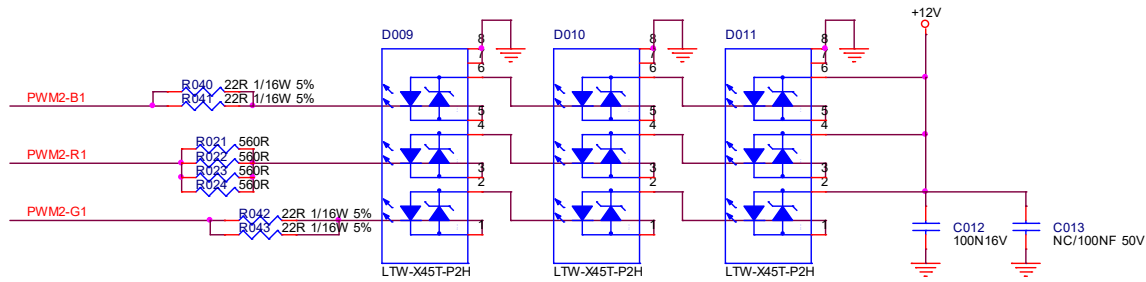 +12V
D009
D010
D011
8
7
6
8
7
6
8
7
6
R040 22R 1/16W 5%
PWM2-B1
R041 22R 1/16W 5%
5
4
5
4
5
4
R021 560R
PWM2-R1
R022 560R
R023 560R
R024 560R
3
2
3
2
3
2
PWM2-G1
R042 22R 1/16W 5%
R043 22R 1/16W 5%
1
1
1
C012
100N16V
C013
NC/100NF 50V
LTW-X45T-P2H
LTW-X45T-P2H
LTW-X45T-P2H